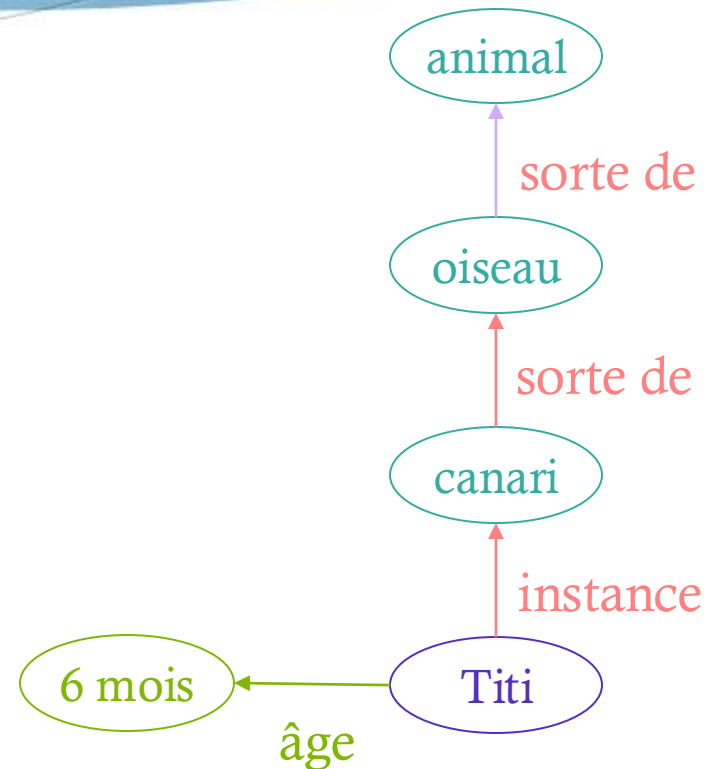 animal
sorte de
oiseau
sorte de
canari
instance
6 mois
Titi
âge